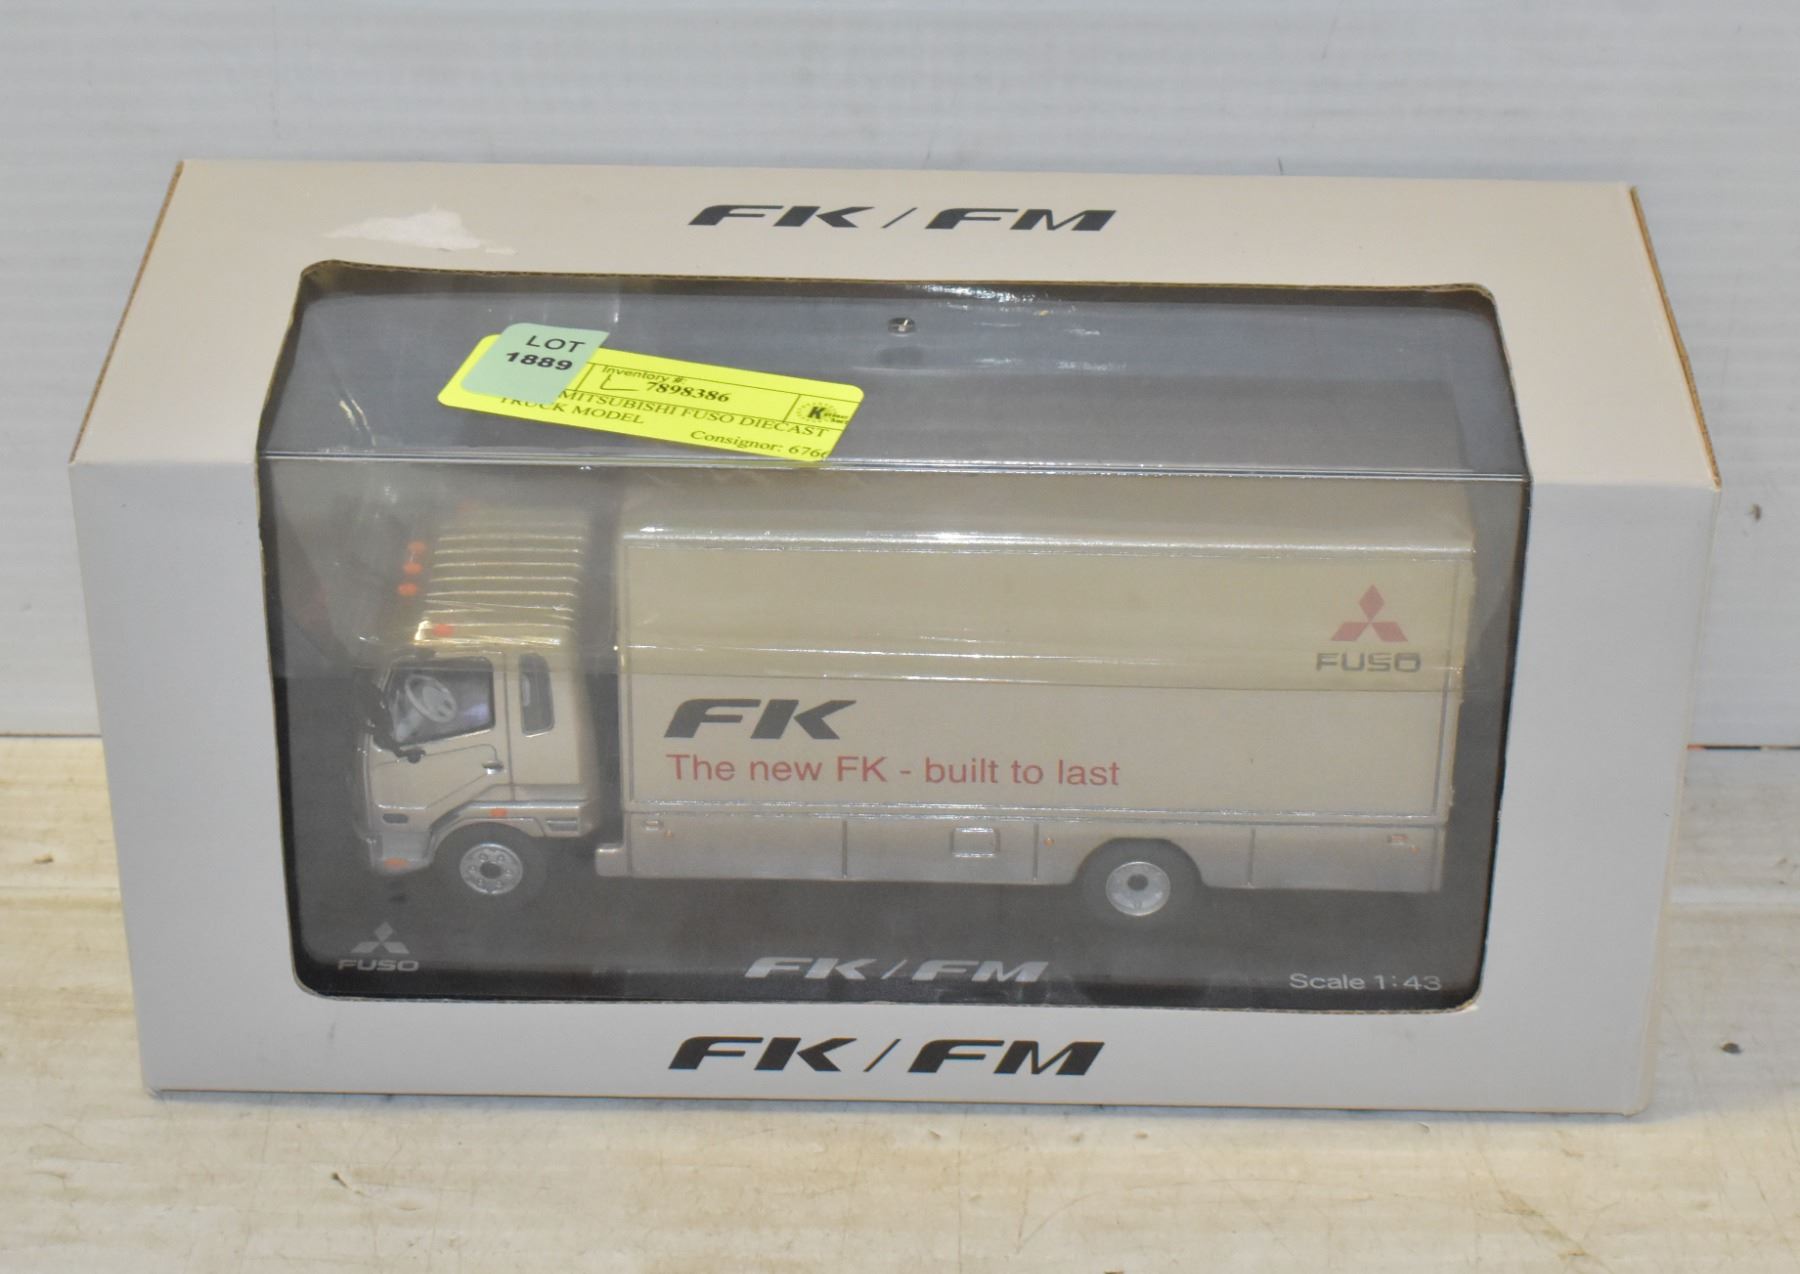 FK / FM
LOT
1889
Inventory #:
7898386
MITSUBISHI FUSO DIECAST
TRUCK MODEL
Consignor: 6766
K
FUSO
FK
The new FK - built to last
FUSO
FK / FM
Scale 1:43
FK / FM